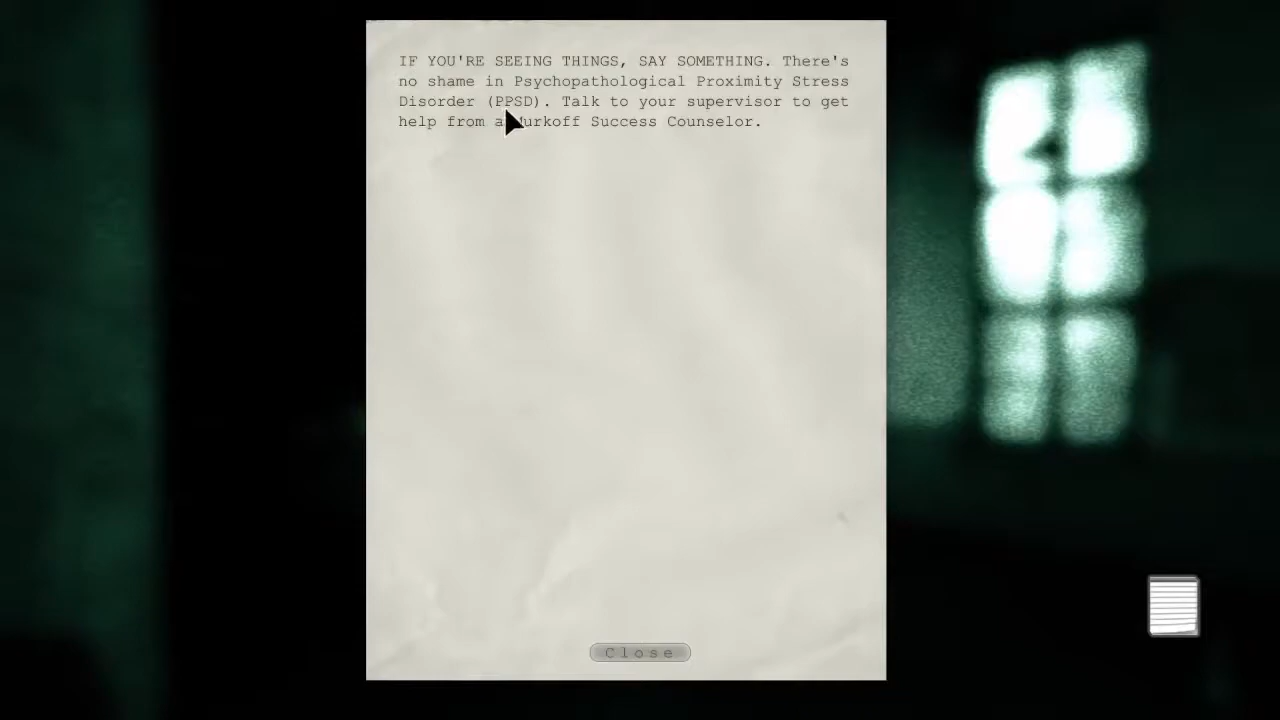 IF YOU'RE SEEING THINGS, SAY SOMETHING. There's
no shame in Psychopathological Proximity Stress
Disorder (PPSD). Talk to your supervisor to get
help from a urkoff Success Counselor.
Close